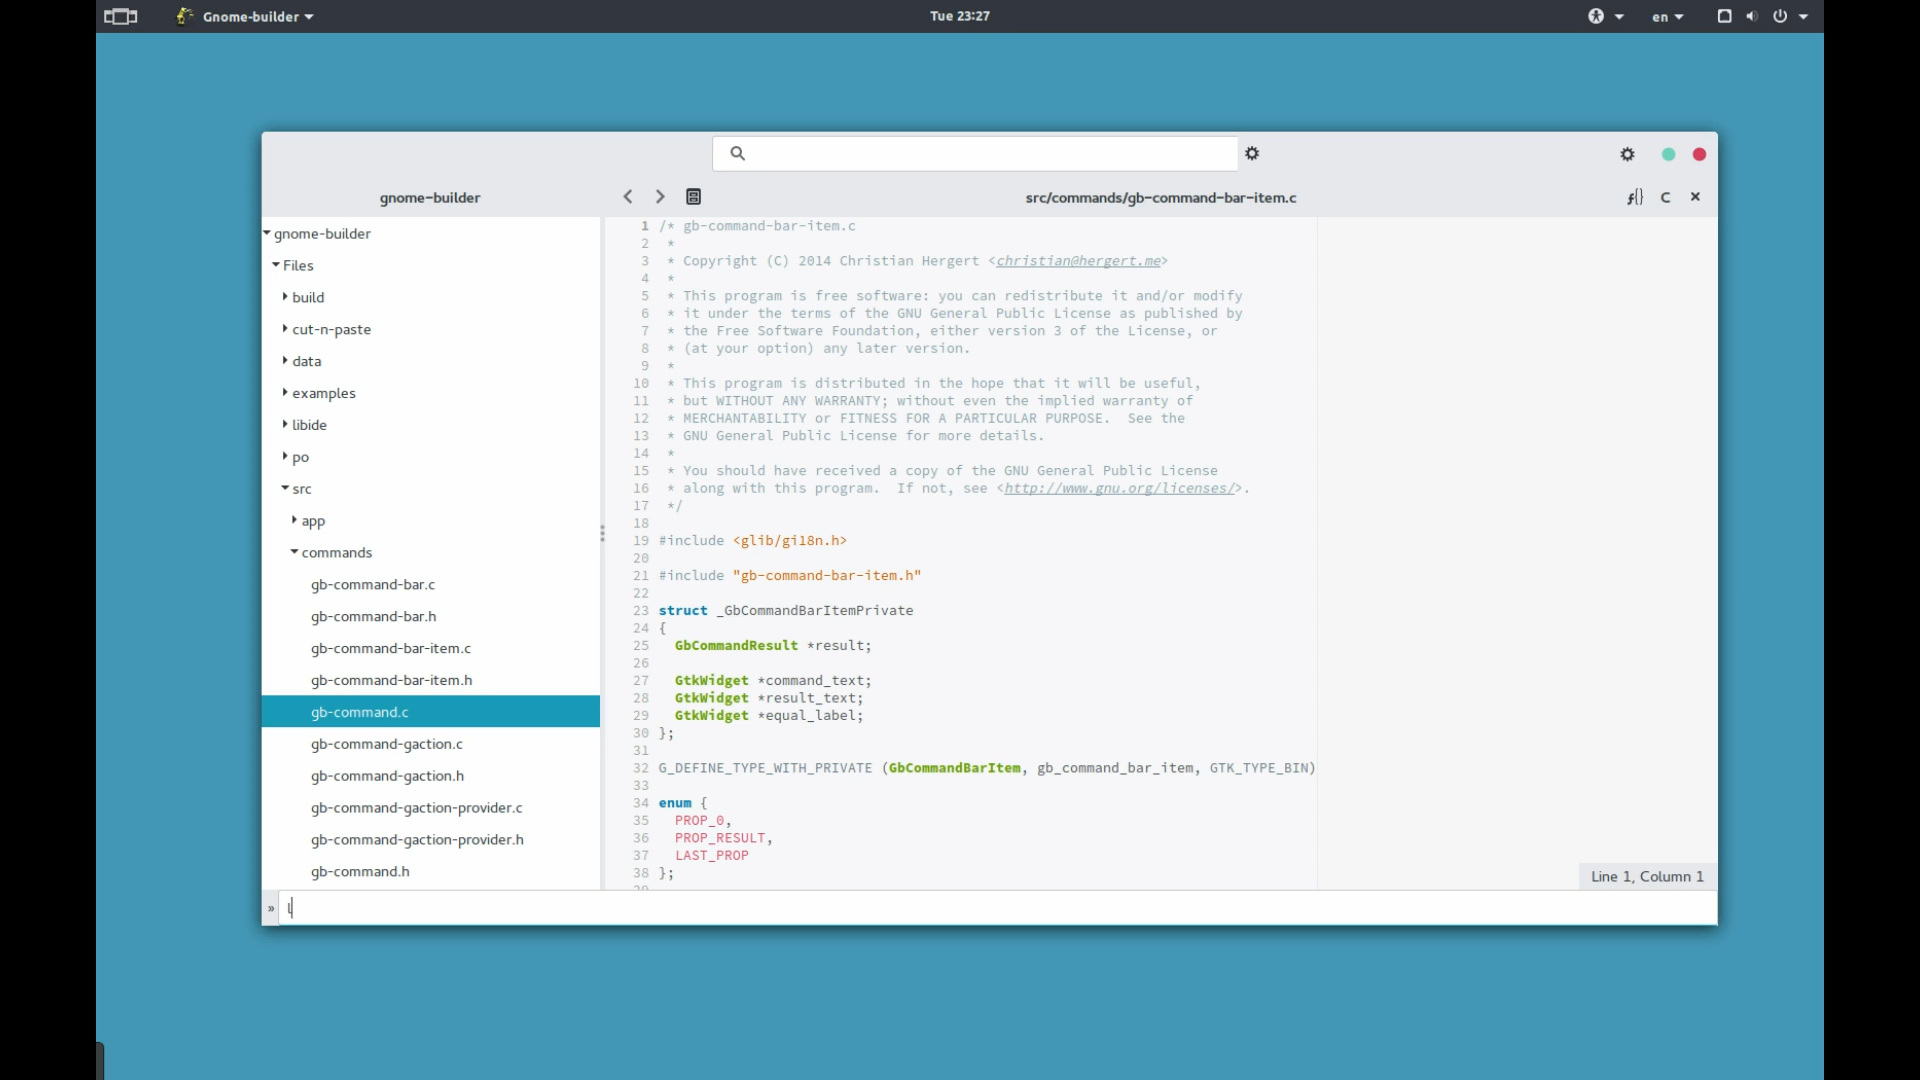 Gnome-builder
Tue 23:27
en
gnome-builder
src/commands/gb-command-bar-item.c
f{}
C
gnome-builder
Files
build
cut-n-paste
data
examples
libide
po
src
app
commands
gb-command-bar.c
gb-command-bar.h
gb-command-bar-item.c
gb-command-bar-item.h
gb-command.c
gb-command-gaction.c
gb-command-gaction.h
gb-command-gaction-provider.c
gb-command-gaction-provider.h
gb-command.h
1 /* gb-command-bar-item.c
2  *
3  * Copyright (C) 2014 Christian Hergert <christian@hergert.me>
4  *
5  * This program is free software: you can redistribute it and/or modify
6  * it under the terms of the GNU General Public License as published by
7  * the Free Software Foundation, either version 3 of the License, or
8  * (at your option) any later version.
9  *
10  * This program is distributed in the hope that it will be useful,
11  * but WITHOUT ANY WARRANTY; without even the implied warranty of
12  * MERCHANTABILITY or FITNESS FOR A PARTICULAR PURPOSE.  See the
13  * GNU General Public License for more details.
14  *
15  * You should have received a copy of the GNU General Public License
16  * along with this program.  If not, see <http://www.gnu.org/licenses/>.
17  */
18
19 #include <glib/gi18n.h>
20
21 #include "gb-command-bar-item.h"
22
23 struct _GbCommandBarItemPrivate
24 {
25   GbCommandResult *result;
26
27   GtkWidget *command_text;
28   GtkWidget *result_text;
29   GtkWidget *equal_label;
30 };
31
32 G_DEFINE_TYPE_WITH_PRIVATE (GbCommandBarItem, gb_command_bar_item, GTK_TYPE_BIN)
33
34 enum {
35   PROP_0,
36   PROP_RESULT,
37   LAST_PROP
38 };
Line 1, Column 1
»